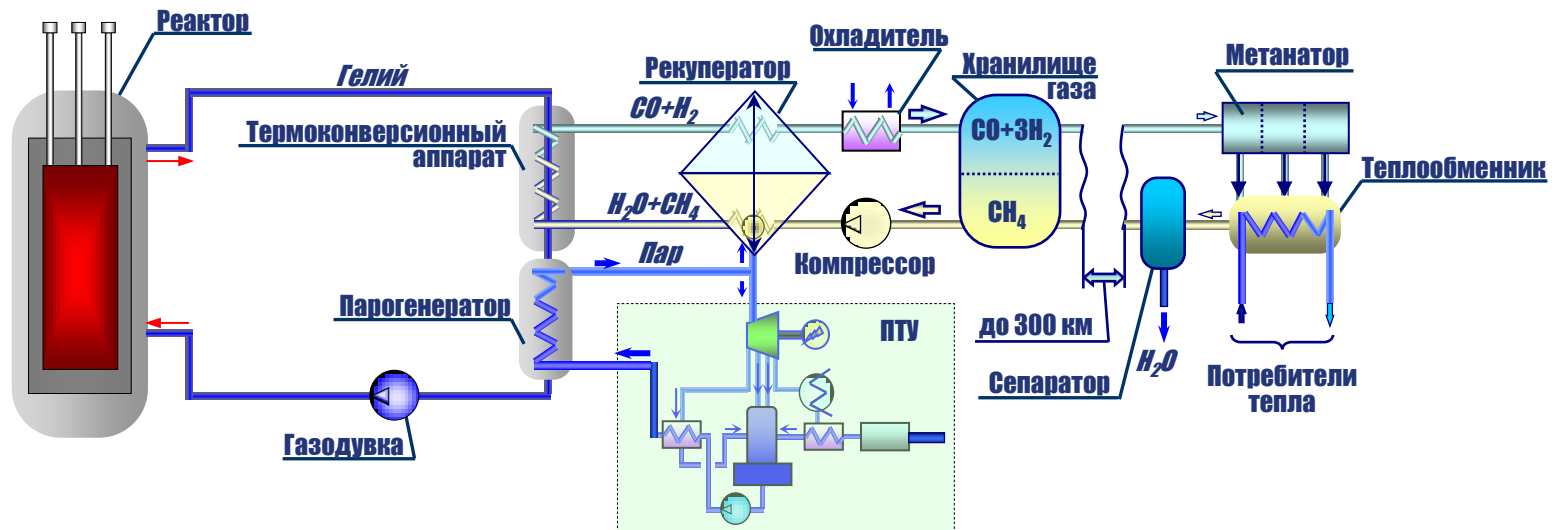 Реактор
Гелий
Термоконверсионный
аппарат
CO+H₂
Рекуператор
Охладитель
Хранилище
газа
CO+3H₂
CH₄
Метанатор
Теплообменник
H₂O+CH₄
Компрессор
Пар
Парогенератор
ПТУ
до 300 км
Сепаратор
H₂O
Потребители
тепла
Газодувка